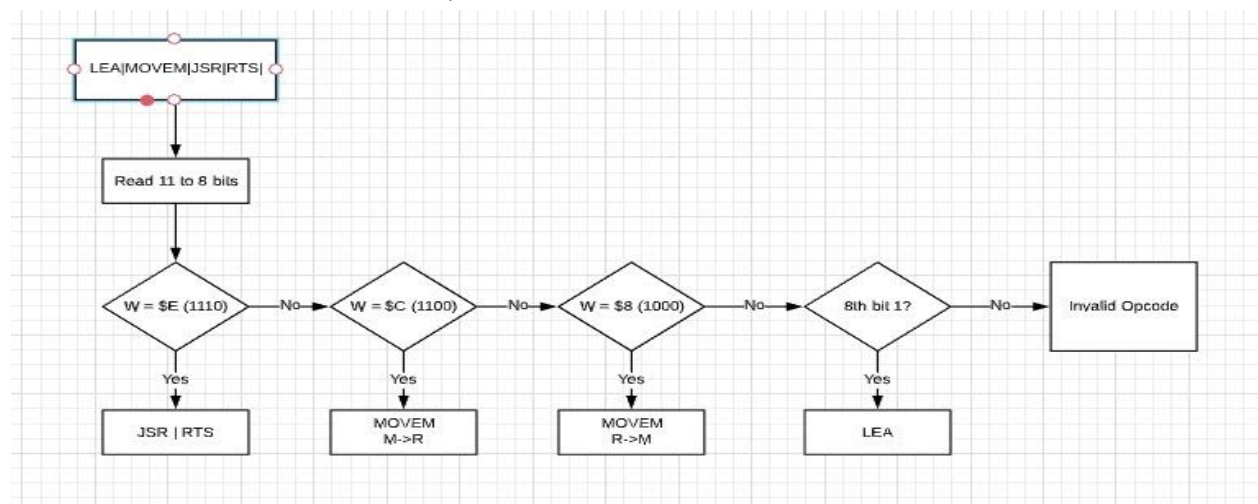 LEA|MOVEM|JSR|RTS|
Read 11 to 8 bits
W = $E (1110)
No
W = $C (1100)
No
W = $8 (1000)
No
8th bit 1?
No
Invalid Opcode
Yes
Yes
Yes
Yes
JSR | RTS
MOVEM
M->R
MOVEM
R->M
LEA